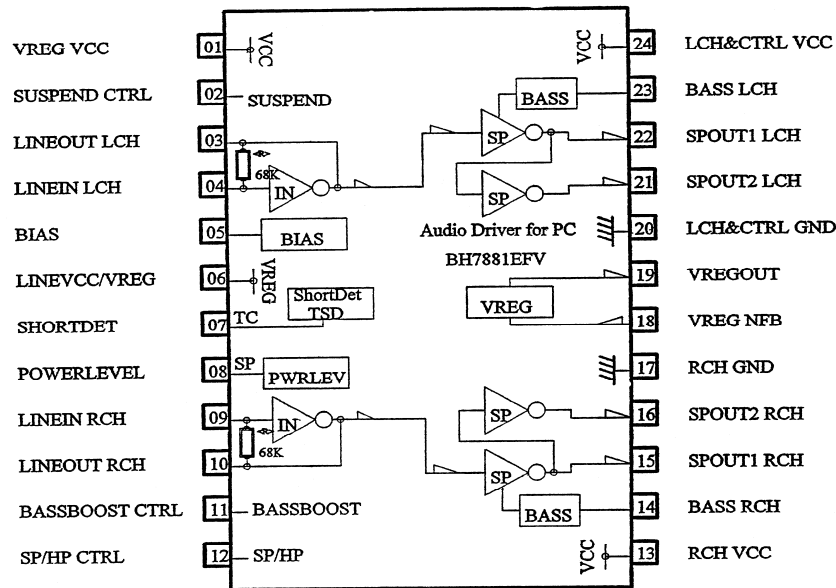 VREG VCC 01 VCC VCC 24 LCH&CTRL VCC
SUSPEND CTRL 02 SUSPEND BASS 23 BASS LCH
LINEOUT LCH 03 SP 22 SPOUT1 LCH
68K
LINEIN LCH 04 IN SP 21 SPOUT2 LCH
BIAS 05 BIAS Audio Driver for PC 20 LCH&CTRL GND
BH7881EFV
LINEVCC/VREG 06 VREG 19 VREGOUT
ShortDet
TSD
VREG
SHORTDET 07 TC 18 VREG NFB
POWERLEVEL 08 SP PWRLEV 17 RCH GND
LINEIN RCH 09 IN SP 16 SPOUT2 RCH
68K
LINEOUT RCH 10 SP 15 SPOUT1 RCH
BASSBOOST CTRL 11 BASSBOOST BASS 14 BASS RCH
SP/HP CTRL 12 SP/HP VCC 13 RCH VCC